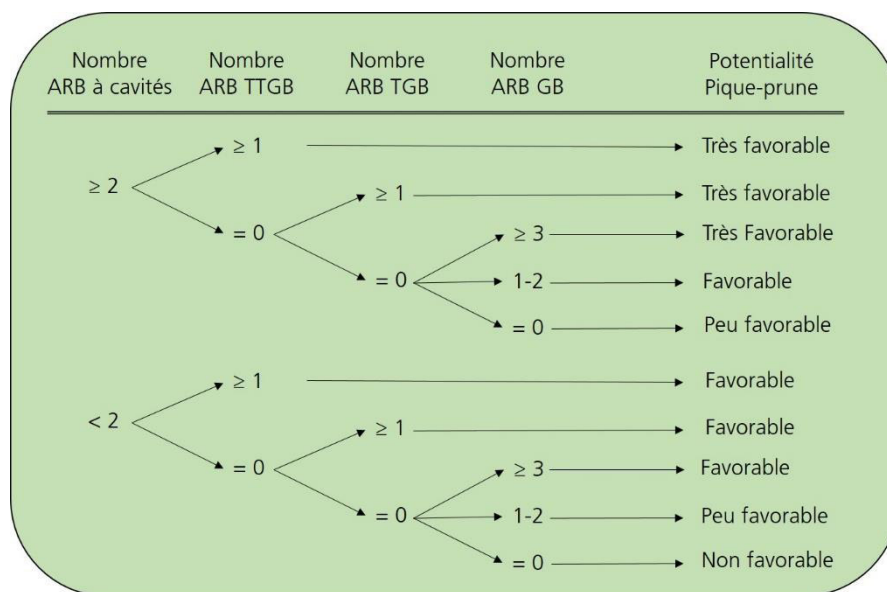 Nombre ARB à cavités
Nombre ARB TTGB
Nombre ARB TGB
Nombre ARB GB
Potentialité Pique-prune
≥ 1 Très favorable
≥ 2
≥ 1 Très favorable
= 0
≥ 3 Très Favorable
= 0
1-2 Favorable
= 0 Peu favorable
≥ 1 Favorable
< 2
≥ 1 Favorable
= 0
≥ 3 Favorable
= 0
1-2 Peu favorable
= 0 Non favorable